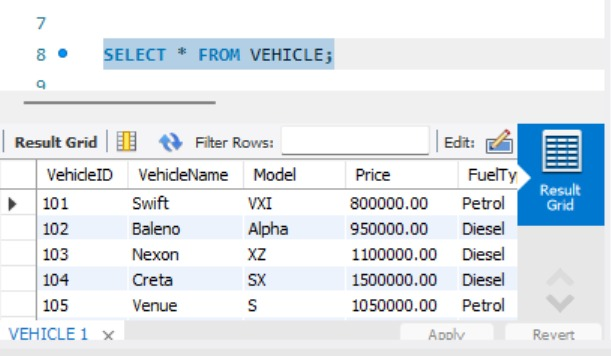 7
8 SELECT * FROM VEHICLE;
9
Result Grid Filter Rows: Edit:
VehicleID VehicleName Model Price FuelTy
101 Swift VXI 800000.00 Petrol
102 Baleno Alpha 950000.00 Diesel
103 Nexon XZ 1100000.00 Diesel
104 Creta SX 1500000.00 Diesel
105 Venue S 1050000.00 Petrol
Result
Grid
VEHICLE 1 Apply Revert